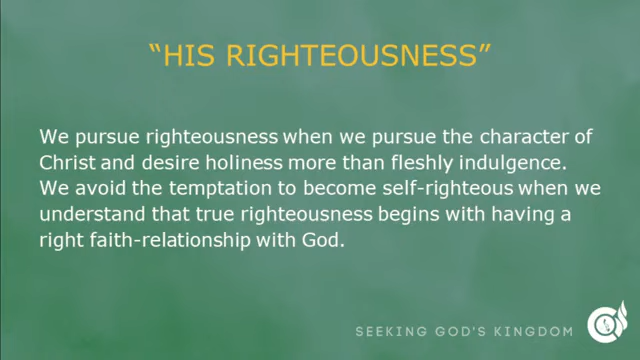 “HIS RIGHTEOUSNESS”
We pursue righteousness when we pursue the character of
Christ and desire holiness more than fleshly indulgence.
We avoid the temptation to become self-righteous when we
understand that true righteousness begins with having a
right faith-relationship with God.
SEEKING GOD'S KINGDOM